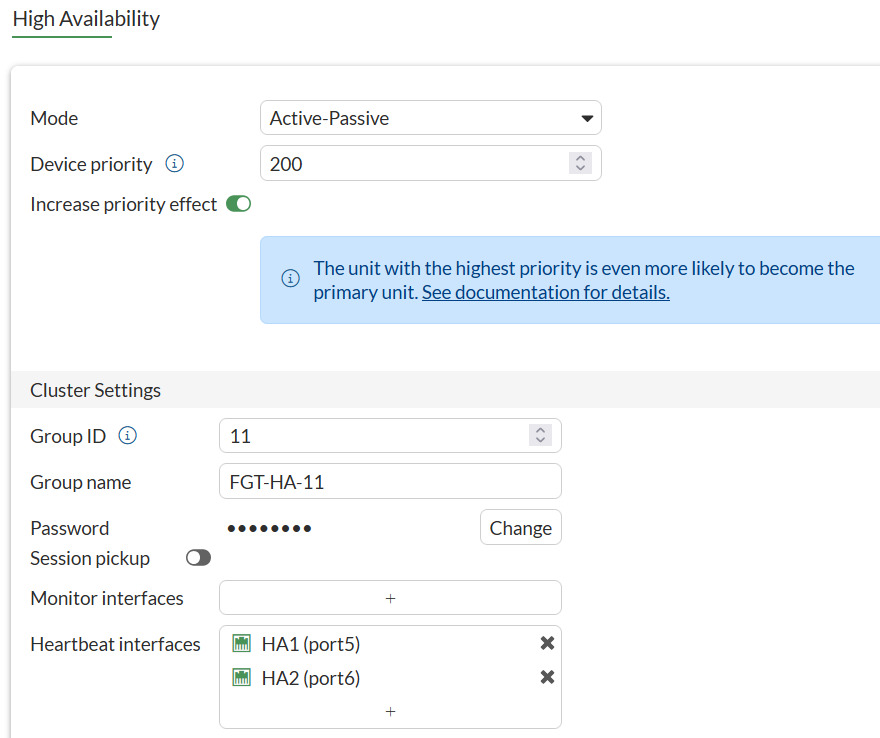 High Availability
Mode Active-Passive
Device priority 200
Increase priority effect
The unit with the highest priority is even more likely to become the
primary unit. See documentation for details.
Cluster Settings
Group ID 11
Group name FGT-HA-11
Password •••••••• Change
Session pickup
Monitor interfaces +
Heartbeat interfaces HA1 (port5)
HA2 (port6)
+